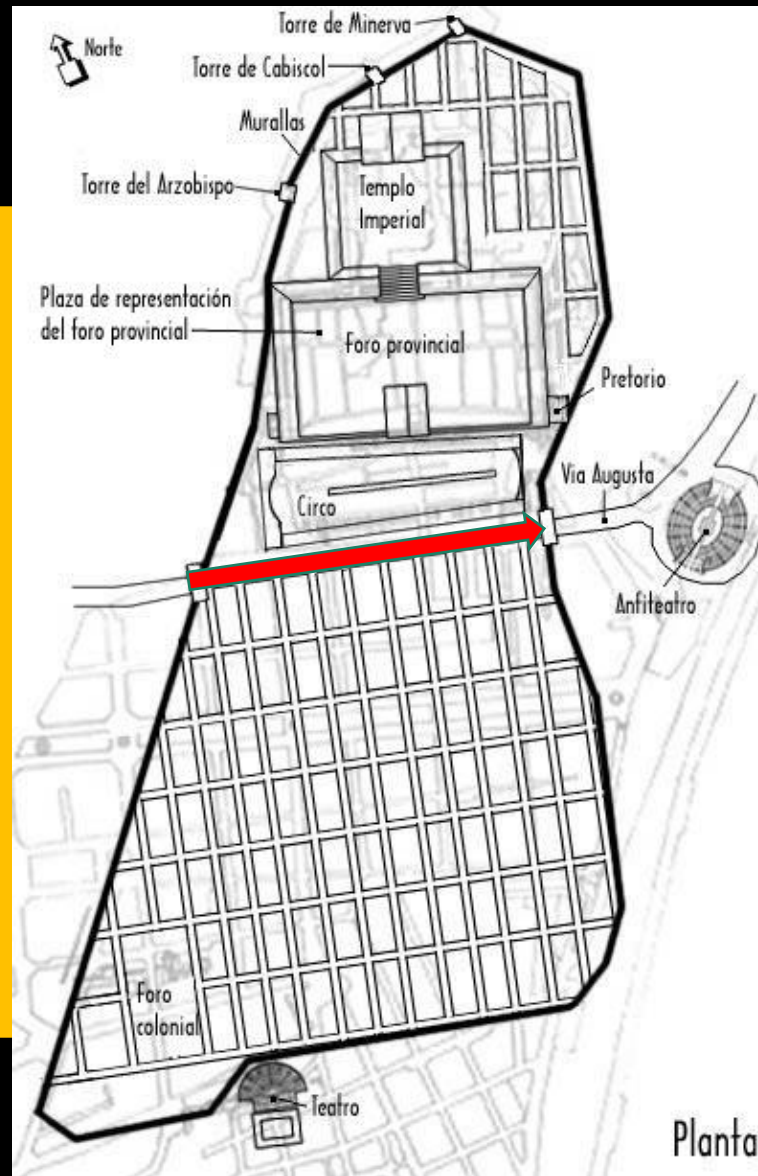 Torre de Minerva
Norte
Torre de Cabiscol
Murallas
Torre del Arzobispo
Templo
Imperial
Plaza de representación
del foro provincial
Foro provincial
Pretorio
Via Augusta
Circo
Anfiteatro
Foro
colonial
Teatro
Planta